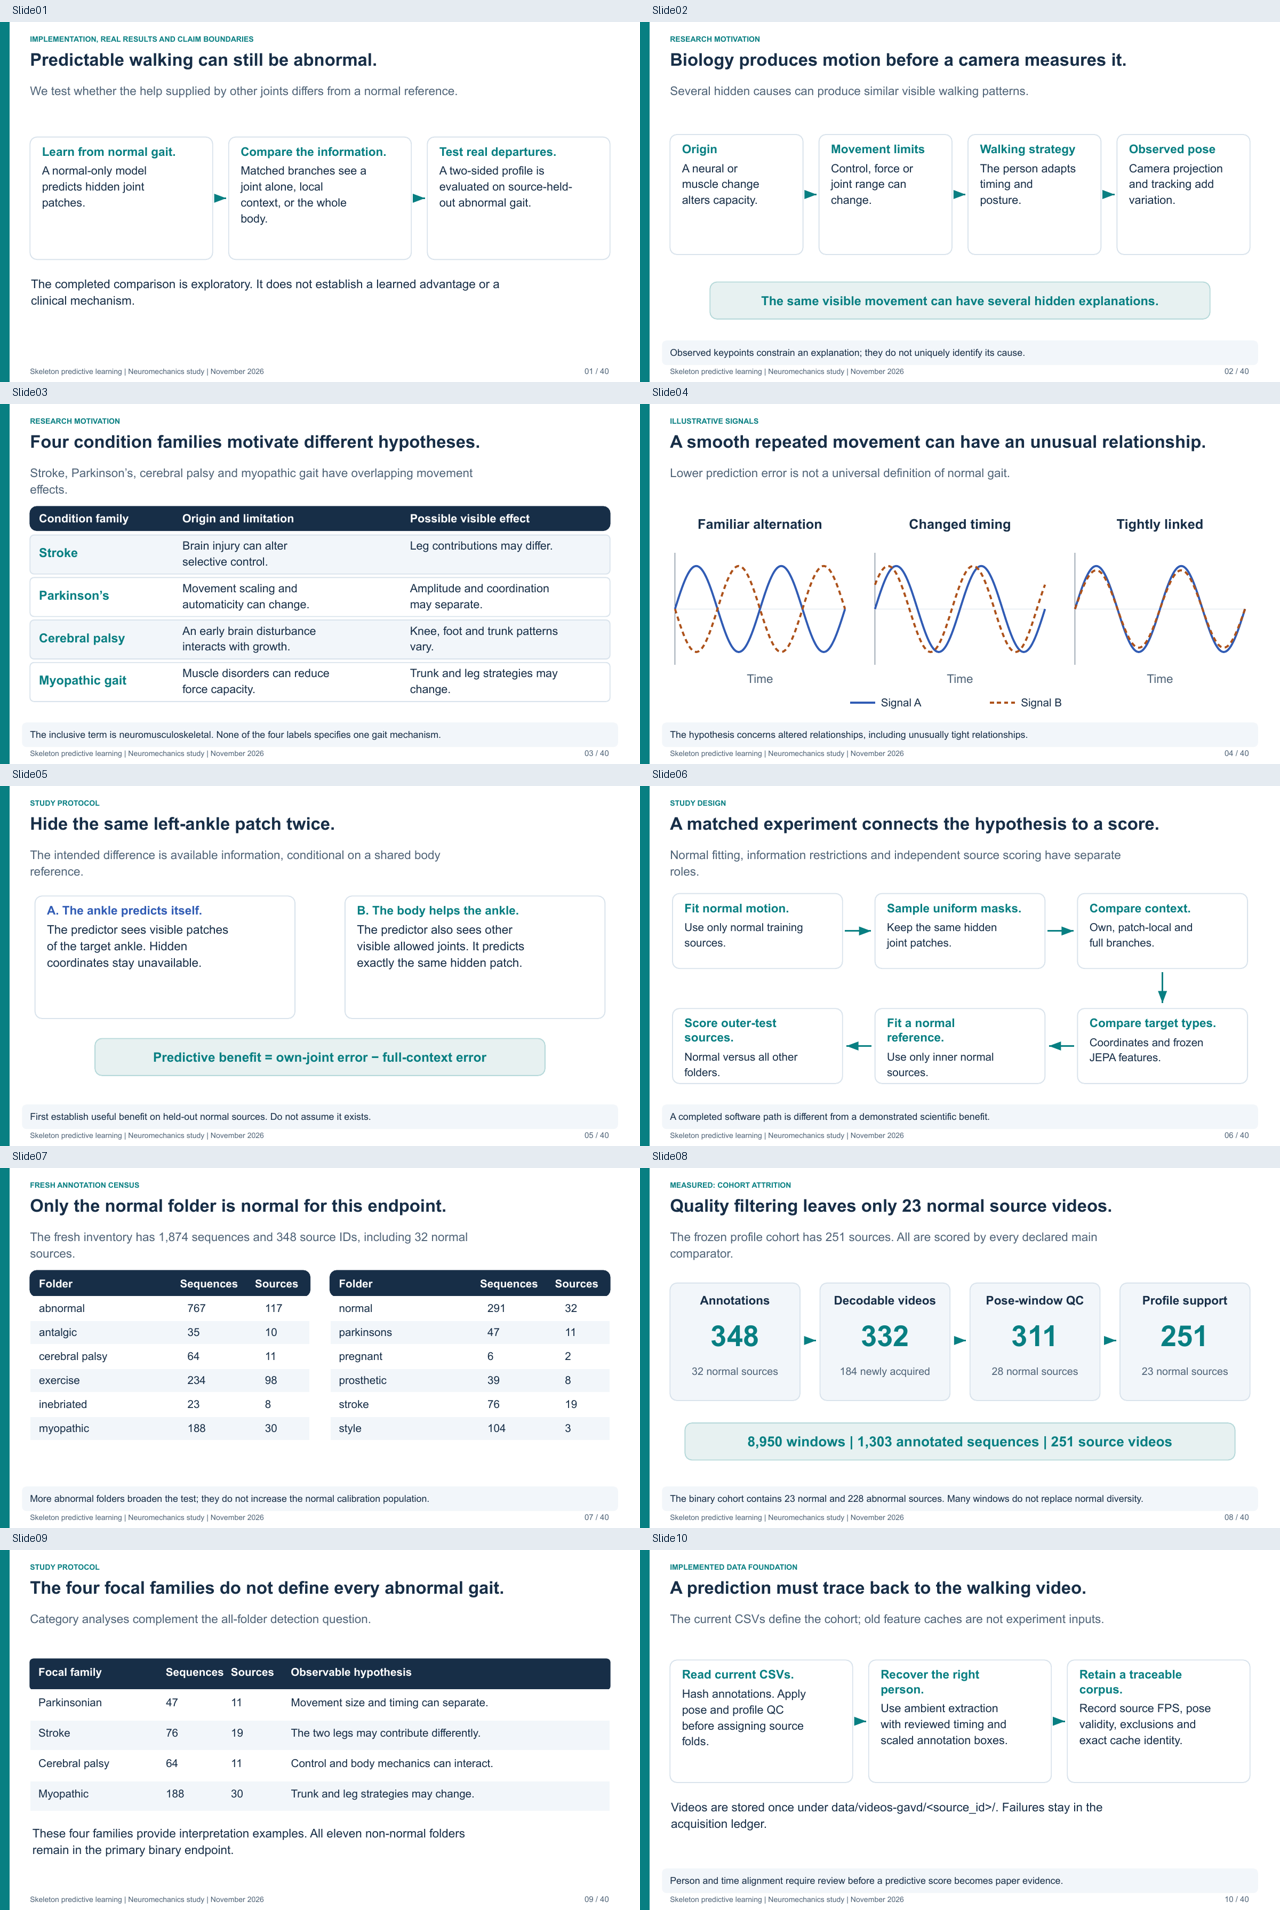 Slide01
IMPLEMENTATION, REAL RESULTS AND CLAIM BOUNDARIES
Predictable walking can still be abnormal.
We test whether the help supplied by other joints differs from a normal reference.
Learn from normal gait.
A normal-only model
predicts hidden joint
patches.
Compare the information.
Matched branches see a
joint alone, local
context, or the whole
body.
Test real departures.
A two-sided profile is
evaluated on source-held-
out abnormal gait.
The completed comparison is exploratory. It does not establish a learned advantage or a
clinical mechanism.
Skeleton predictive learning | Neuromechanics study | November 2026
01 / 40
Slide02
RESEARCH MOTIVATION
Biology produces motion before a camera measures it.
Several hidden causes can produce similar visible walking patterns.
Origin
A neural or
muscle change
alters capacity.
Movement limits
Control, force or
joint range can
change.
Walking strategy
The person adapts
timing and
posture.
Observed pose
Camera projection
and tracking add
variation.
The same visible movement can have several hidden explanations.
Observed keypoints constrain an explanation; they do not uniquely identify its cause.
Skeleton predictive learning | Neuromechanics study | November 2026
02 / 40
Slide03
RESEARCH MOTIVATION
Four condition families motivate different hypotheses.
Stroke, Parkinson's, cerebral palsy and myopathic gait have overlapping movement
effects.
Condition family Origin and limitation Possible visible effect
Stroke
Brain injury can alter
selective control.
Leg contributions may differ.
Parkinson's
Movement scaling and
automaticity can change.
Amplitude and coordination
may separate.
Cerebral palsy
An early brain disturbance
interacts with growth.
Knee, foot and trunk patterns
vary.
Myopathic gait
Muscle disorders can reduce
force capacity.
Trunk and leg strategies may
change.
The inclusive term is neuromusculoskeletal. None of the four labels specifies one gait mechanism.
Skeleton predictive learning | Neuromechanics study | November 2026
03 / 40
Slide04
ILLUSTRATIVE SIGNALS
A smooth repeated movement can have an unusual relationship.
Lower prediction error is not a universal definition of normal gait.
Familiar alternation
Changed timing
Tightly linked
Time
Time
Time
Signal A
Signal B
The hypothesis concerns altered relationships, including unusually tight relationships.
Skeleton predictive learning | Neuromechanics study | November 2026
04 / 40
Slide05
STUDY PROTOCOL
Hide the same left-ankle patch twice.
The intended difference is available information, conditional on a shared body
reference.
A. The ankle predicts itself.
The predictor sees visible patches
of the target ankle. Hidden
coordinates stay unavailable.
B. The body helps the ankle.
The predictor also sees other
visible allowed joints. It predicts
exactly the same hidden patch.
Predictive benefit = own-joint error − full-context error
First establish useful benefit on held-out normal sources. Do not assume it exists.
Skeleton predictive learning | Neuromechanics study | November 2026
05 / 40
Slide06
STUDY DESIGN
A matched experiment connects the hypothesis to a score.
Normal fitting, information restrictions and independent source scoring have separate
roles.
Fit normal motion.
Use only normal training
sources.
Sample uniform masks.
Keep the same hidden
joint patches.
Compare context.
Own, patch-local and
full branches.
Score outer-test
sources.
Normal versus all other
folders.
Fit a normal
reference.
Use only inner normal
sources.
Compare target types.
Coordinates and frozen
JEPA features.
A completed software path is different from a demonstrated scientific benefit.
Skeleton predictive learning | Neuromechanics study | November 2026
06 / 40
Slide07
FRESH ANNOTATION CENSUS
Only the normal folder is normal for this endpoint.
The fresh inventory has 1,874 sequences and 348 source IDs, including 32 normal
sources.
Folder Sequences Sources
abnormal 767 117
antalgic 35 10
cerebral palsy 64 11
exercise 234 98
inebriated 23 8
myopathic 188 30
Folder Sequences Sources
normal 291 32
parkinsons 47 11
pregnant 6 2
prosthetic 39 8
stroke 76 19
style 104 3
More abnormal folders broaden the test; they do not increase the normal calibration population.
Skeleton predictive learning | Neuromechanics study | November 2026
07 / 40
Slide08
MEASURED: COHORT ATTRITION
Quality filtering leaves only 23 normal source videos.
The frozen profile cohort has 251 sources. All are scored by every declared main
comparator.
Annotations
348
32 normal sources
Decodable videos
332
184 newly acquired
Pose-window QC
311
28 normal sources
Profile support
251
23 normal sources
8,950 windows | 1,303 annotated sequences | 251 source videos
The binary cohort contains 23 normal and 228 abnormal sources. Many windows do not replace normal diversity.
Skeleton predictive learning | Neuromechanics study | November 2026
08 / 40
Slide09
STUDY PROTOCOL
The four focal families do not define every abnormal gait.
Category analyses complement the all-folder detection question.
Focal family Sequences Sources Observable hypothesis
Parkinsonian 47 11 Movement size and timing can separate.
Stroke 76 19 The two legs may contribute differently.
Cerebral palsy 64 11 Control and body mechanics can interact.
Myopathic 188 30 Trunk and leg strategies may change.
These four families provide interpretation examples. All eleven non-normal folders
remain in the primary binary endpoint.
Skeleton predictive learning | Neuromechanics study | November 2026
09 / 40
Slide10
IMPLEMENTED DATA FOUNDATION
A prediction must trace back to the walking video.
The current CSVs define the cohort; old feature caches are not experiment inputs.
Read current CSVs.
Hash annotations. Apply
pose and profile QC
before assigning source
folds.
Recover the right
person.
Use ambient extraction
with reviewed timing and
scaled annotation boxes.
Retain a traceable
corpus.
Record source FPS, pose
validity, exclusions and
exact cache identity.
Videos are stored once under data/videos-gavd/<source_id>/. Failures stay in the
acquisition ledger.
Person and time alignment require review before a predictive score becomes paper evidence.
Skeleton predictive learning | Neuromechanics study | November 2026
10 / 40